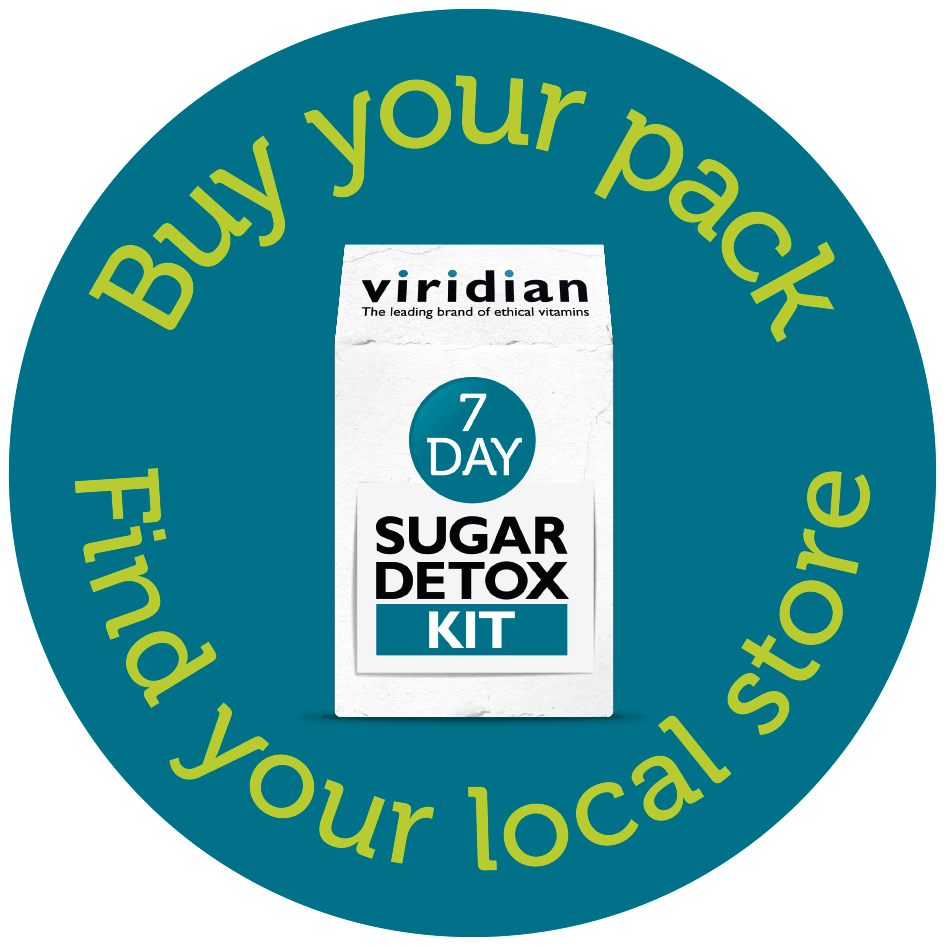 Buy your pack
viridian
The leading brand of ethical vitamins
7
DAY
SUGAR
DETOX
KIT
Find your local store